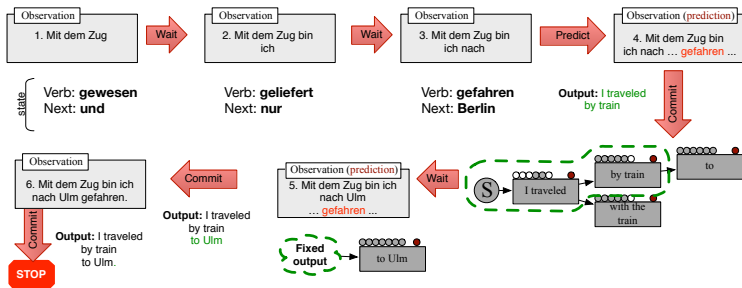 Observation
1. Mit dem Zug
Wait
Observation
2. Mit dem Zug bin
ich
Wait
Observation
3. Mit dem Zug bin
ich nach
Predict
Observation (prediction)
4. Mit dem Zug bin
ich nach ... gefahren ...
state
Verb: gewesen
Next: und
Verb: geliefert
Next: nur
Verb: gefahren
Next: Berlin
Output: I traveled
by train
Commit
S
I traveled
by train
with the
train
to
Wait
Observation (prediction)
5. Mit dem Zug bin ich
nach Ulm
... gefahren ...
Fixed
output
to Ulm
Commit
Output: I traveled
by train
to Ulm
Observation
6. Mit dem Zug bin ich
nach Ulm gefahren.
Commit
Output: I traveled
by train
to Ulm.
STOP